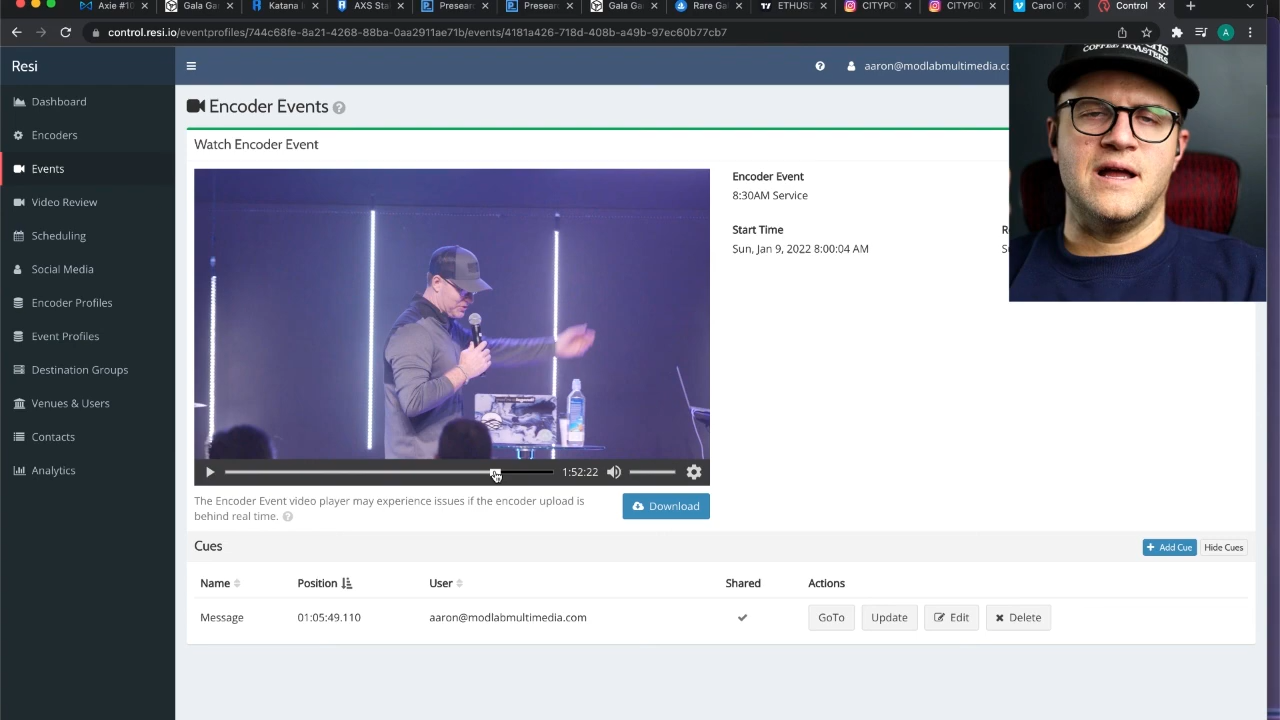 Axie #10
Gala Gam
Katana I
AXS Sta
Presearc
Presearc
Gala Gar
Rare Gal
ETHUSD
CITYPO
CITYPO
Carol Of
Control
control.resi.io/eventprofiles/744c68fe-8a21-4268-88ba-0aa2911ae71b/events/4181a426-718d-408b-a49b-97ec60b77cb7
A
Resi
aaron@modlabmultimedia.co
COFFEE ROASTERS
Dashboard
Encoders
Events
Video Review
Scheduling
Social Media
Encoder Profiles
Event Profiles
Destination Groups
Venues & Users
Contacts
Analytics
Encoder Events
Watch Encoder Event
Encoder Event
8:30AM Service
Start Time
Sun, Jan 9, 2022 8:00:04 AM
1:52:22
The Encoder Event video player may experience issues if the encoder upload is
behind real time.
Download
Cues
+ Add Cue
Hide Cues
Name Position User Shared Actions
Message 01:05:49.110 aaron@modlabmultimedia.com GoTo Update Edit Delete